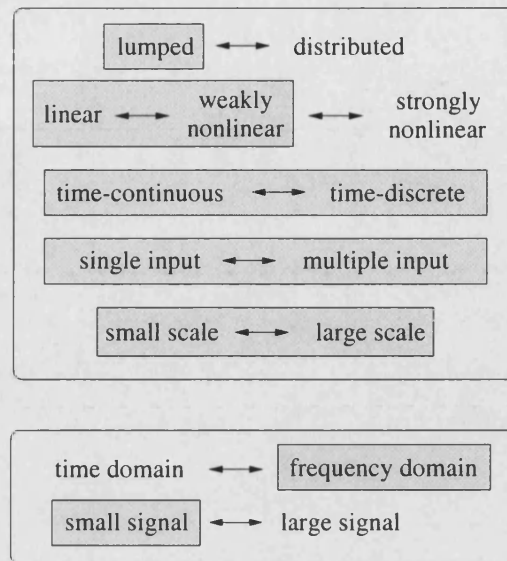 lumped ↔ distributed
linear ↔ weakly nonlinear ↔ strongly nonlinear
time-continuous ↔ time-discrete
single input ↔ multiple input
small scale ↔ large scale
time domain ↔ frequency domain
small signal ↔ large signal